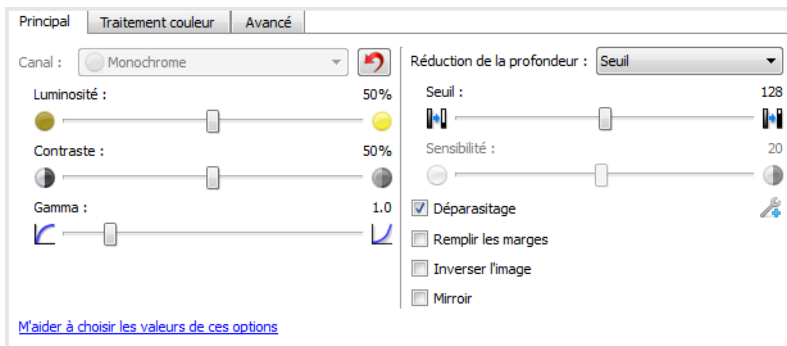 Principal
Traitement couleur
Avancé
Canal :
Monochrome
Luminosité :
50%
Contraste :
50%
Gamma :
1.0
Réduction de la profondeur :
Seuil
Seuil :
128
Sensibilité :
20
Déparasitage
Remplir les marges
Inverser l'image
Mirroir
M'aider à choisir les valeurs de ces options